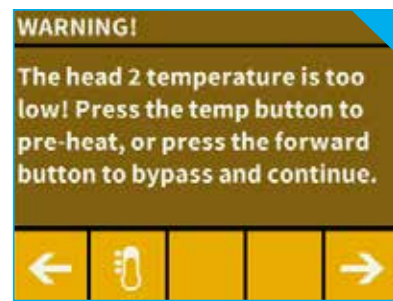 WARNING!
The head 2 temperature is too
low! Press the temp button to
pre-heat, or press the forward
button to bypass and continue.